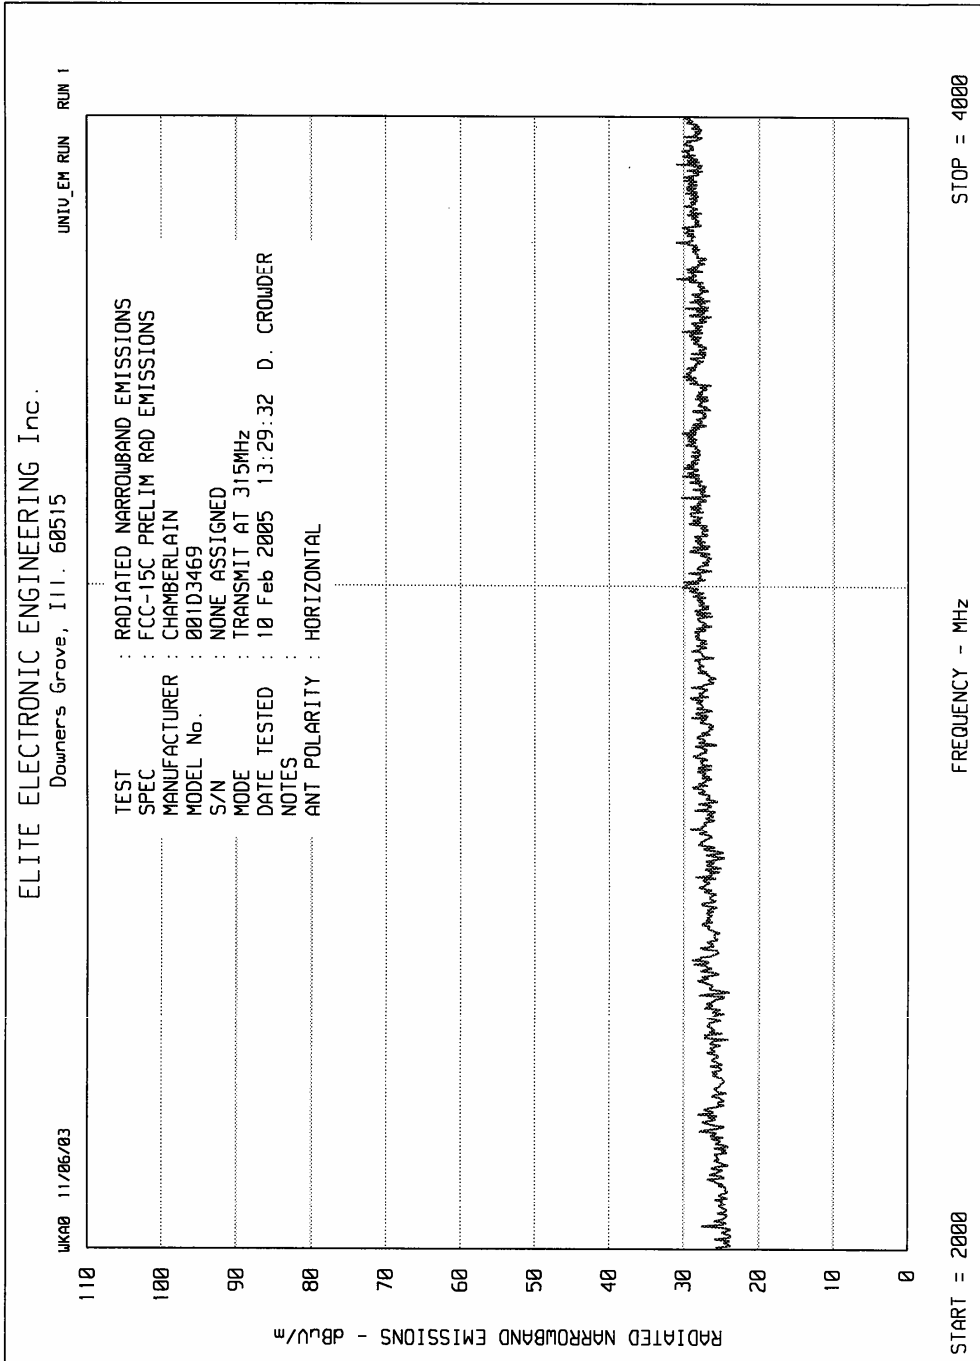 ELITE ELECTRONIC ENGINEERING Inc.
Downers Grove, Ill. 60515
WKA0 11/06/03
UNIV_EM RUN RUN 1
TEST : RADIATED NARROWBAND EMISSIONS
SPEC : FCC-15C PRELIM RAD EMISSIONS
MANUFACTURER : CHAMBERLAIN
MODEL No. : 001D3469
S/N : NONE ASSIGNED
MODE : TRANSMIT AT 315MHz
DATE TESTED : 10 Feb 2005 13:29:32 D. CROWDER
NOTES :
ANT POLARITY : HORIZONTAL
RADIATED NARROWBAND EMISSIONS - dBuV/m
110
100
90
80
70
60
50
40
30
20
10
0
START = 2000
FREQUENCY - MHz
STOP = 4000